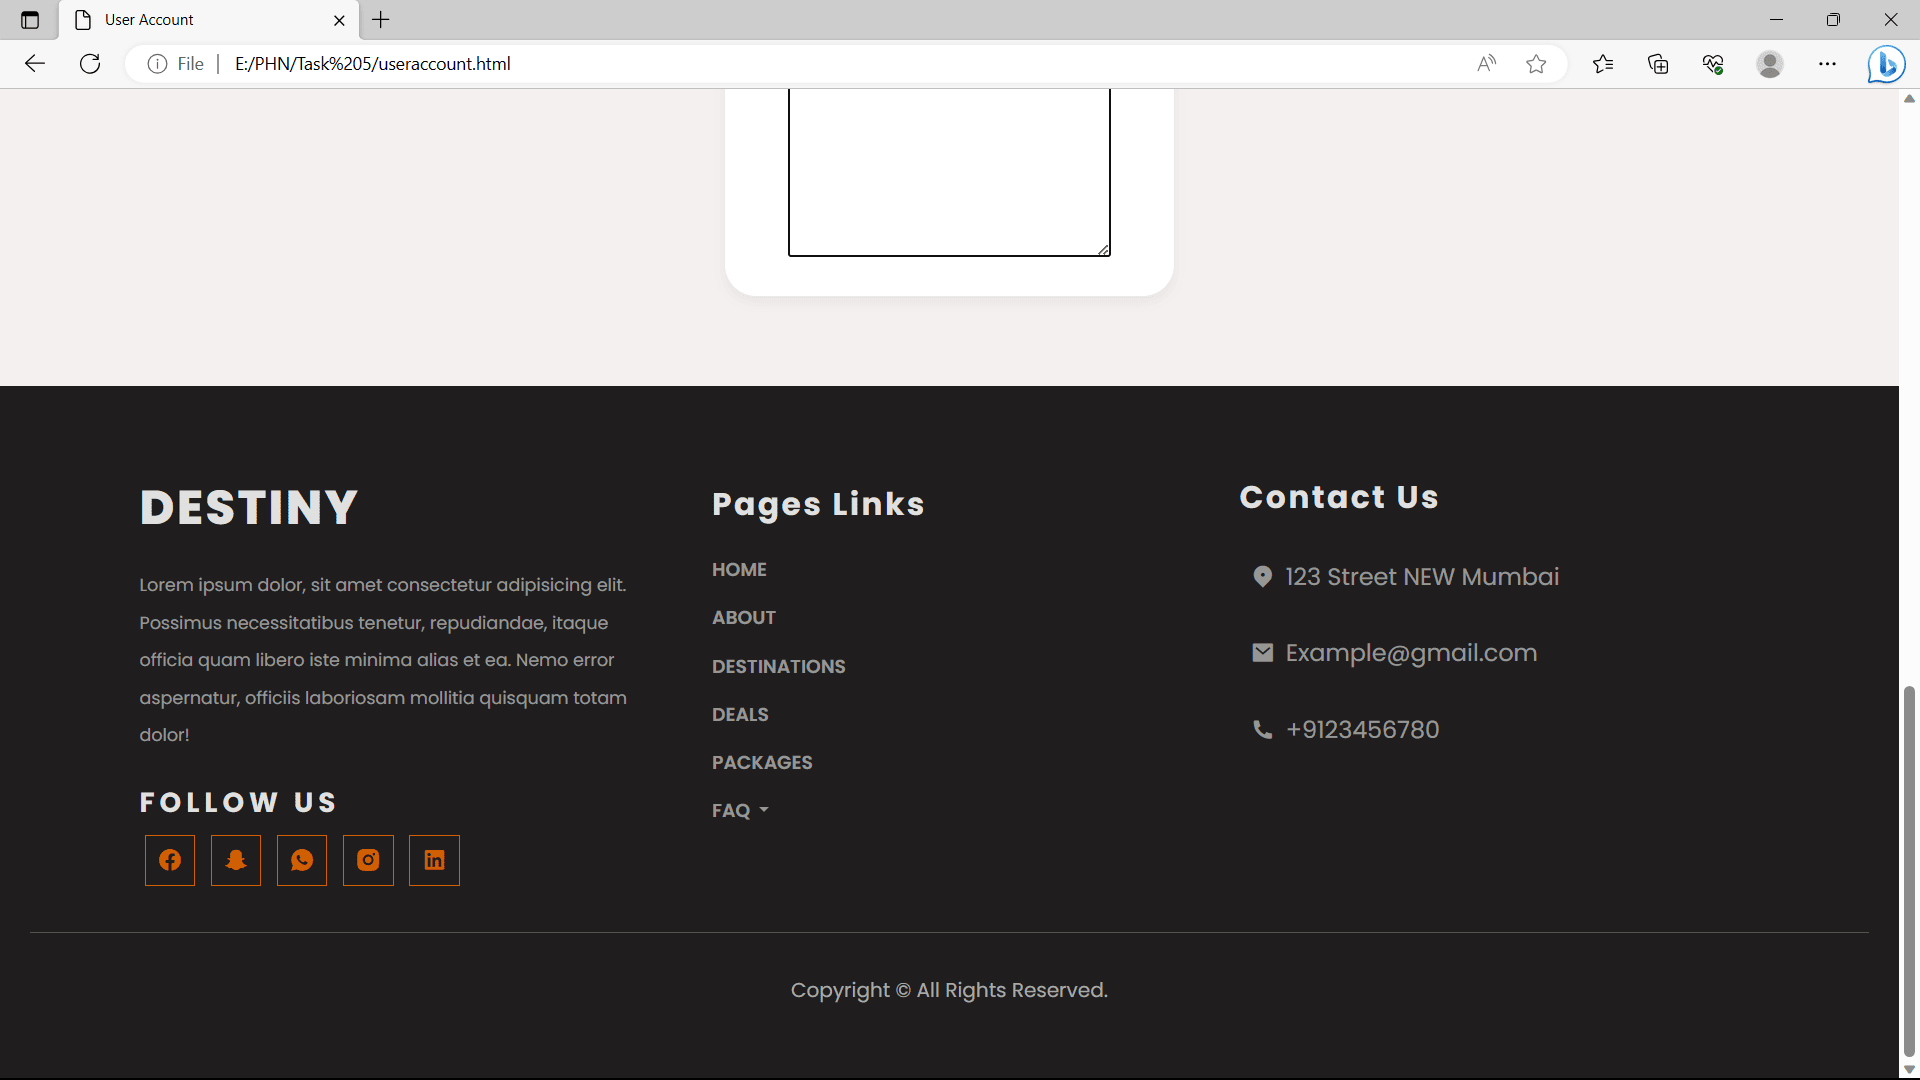 User Account
File
E:/PHN/Task%205/useraccount.html
DESTINY
Lorem ipsum dolor, sit amet consectetur adipisicing elit.
Possimus necessitatibus tenetur, repudiandae, itaque
officia quam libero iste minima alias et ea. Nemo error
aspernatur, officiis laboriosam mollitia quisquam totam
dolor!
FOLLOW US
Pages Links
HOME
ABOUT
DESTINATIONS
DEALS
PACKAGES
FAQ
Contact Us
123 Street NEW Mumbai
Example@gmail.com
+9123456780
Copyright © All Rights Reserved.